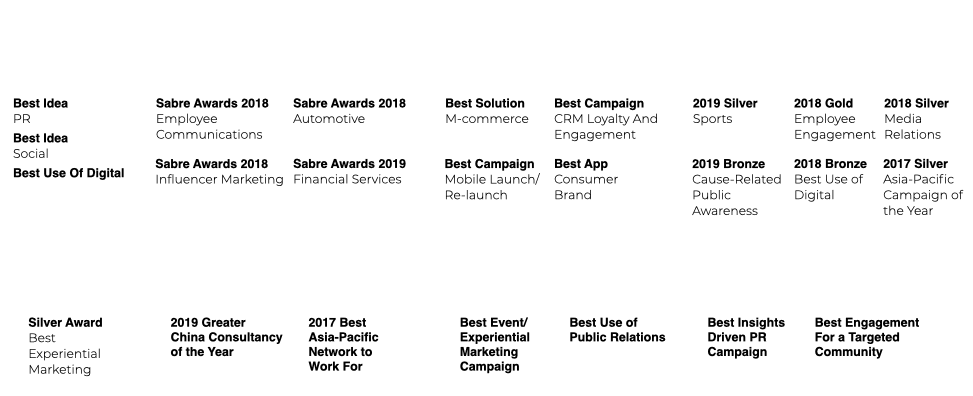 Best Idea
PR
Best Idea
Social
Best Use Of Digital
Sabre Awards 2018
Employee
Communications
Sabre Awards 2018
Influencer Marketing
Sabre Awards 2018
Automotive
Sabre Awards 2019
Financial Services
Best Solution
M-commerce
Best Campaign
Mobile Launch/
Re-launch
Best Campaign
CRM Loyalty And
Engagement
Best App
Consumer
Brand
2019 Silver
Sports
2019 Bronze
Cause-Related
Public
Awareness
2018 Gold
Employee
Engagement
2018 Bronze
Best Use of
Digital
2018 Silver
Media
Relations
2017 Silver
Asia-Pacific
Campaign of
the Year
Silver Award
Best
Experiential
Marketing
2019 Greater
China Consultancy
of the Year
2017 Best
Asia-Pacific
Network to
Work For
Best Event/
Experiential
Marketing
Campaign
Best Use of
Public Relations
Best Insights
Driven PR
Campaign
Best Engagement
For a Targeted
Community